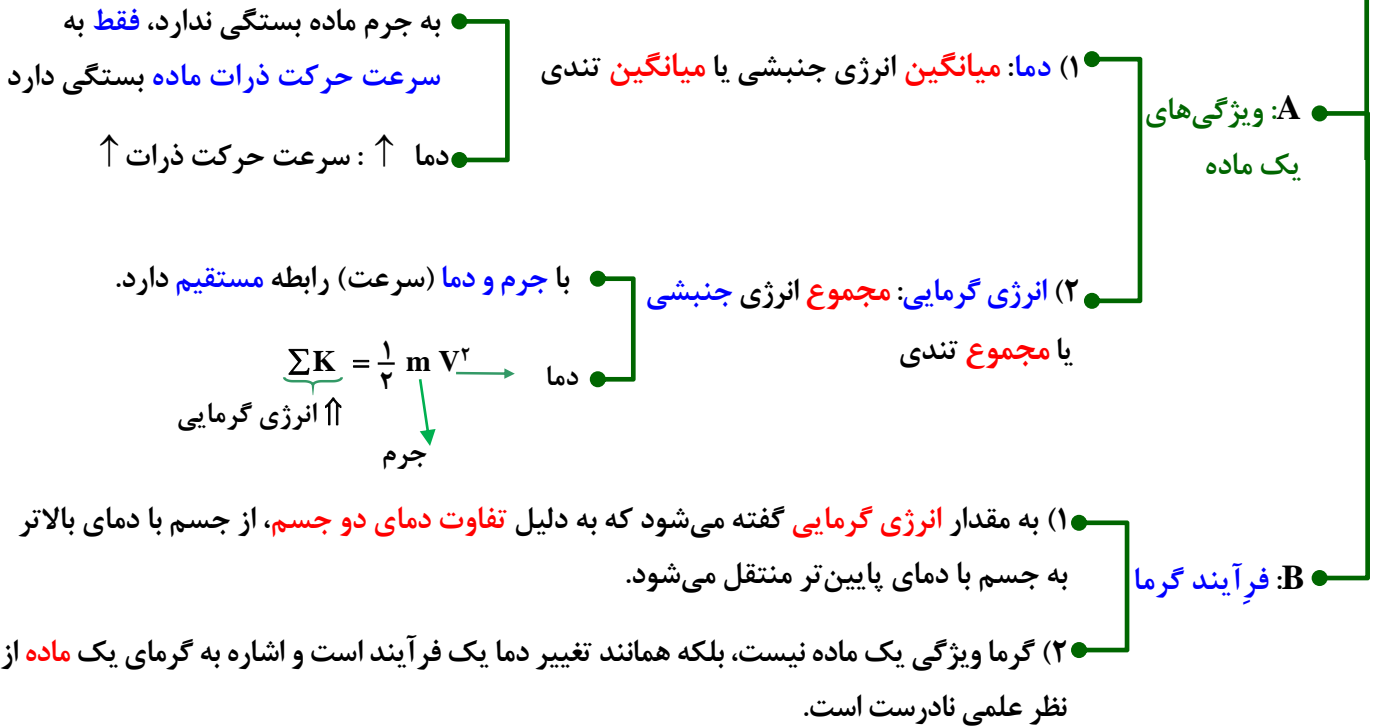 A: ویژگی‌های
یک ماده
۱) دما: میانگین انرژی جنبشی یا میانگین تندی
به جرم ماده بستگی ندارد، فقط به
سرعت حرکت ذرات ماده بستگی دارد
دما ↑ : سرعت حرکت ذرات ↑
۲) انرژی گرمایی: مجموع انرژی جنبشی
یا مجموع تندی
با جرم و دما (سرعت) رابطه مستقیم دارد.
∑K = ۱/۲ m V²
دما
⇑ انرژی گرمایی
جرم
B: فرِآیند گرما
۱) به مقدار انرژی گرمایی گفته می‌شود که به دلیل تفاوت دمای دو جسم، از جسم با دمای بالاتر
به جسم با دمای پایین‌تر منتقل می‌شود.
۲) گرما ویژگی یک ماده نیست، بلکه همانند تغییر دما یک فرآیند است و اشاره به گرمای یک ماده از
نظر علمی نادرست است.